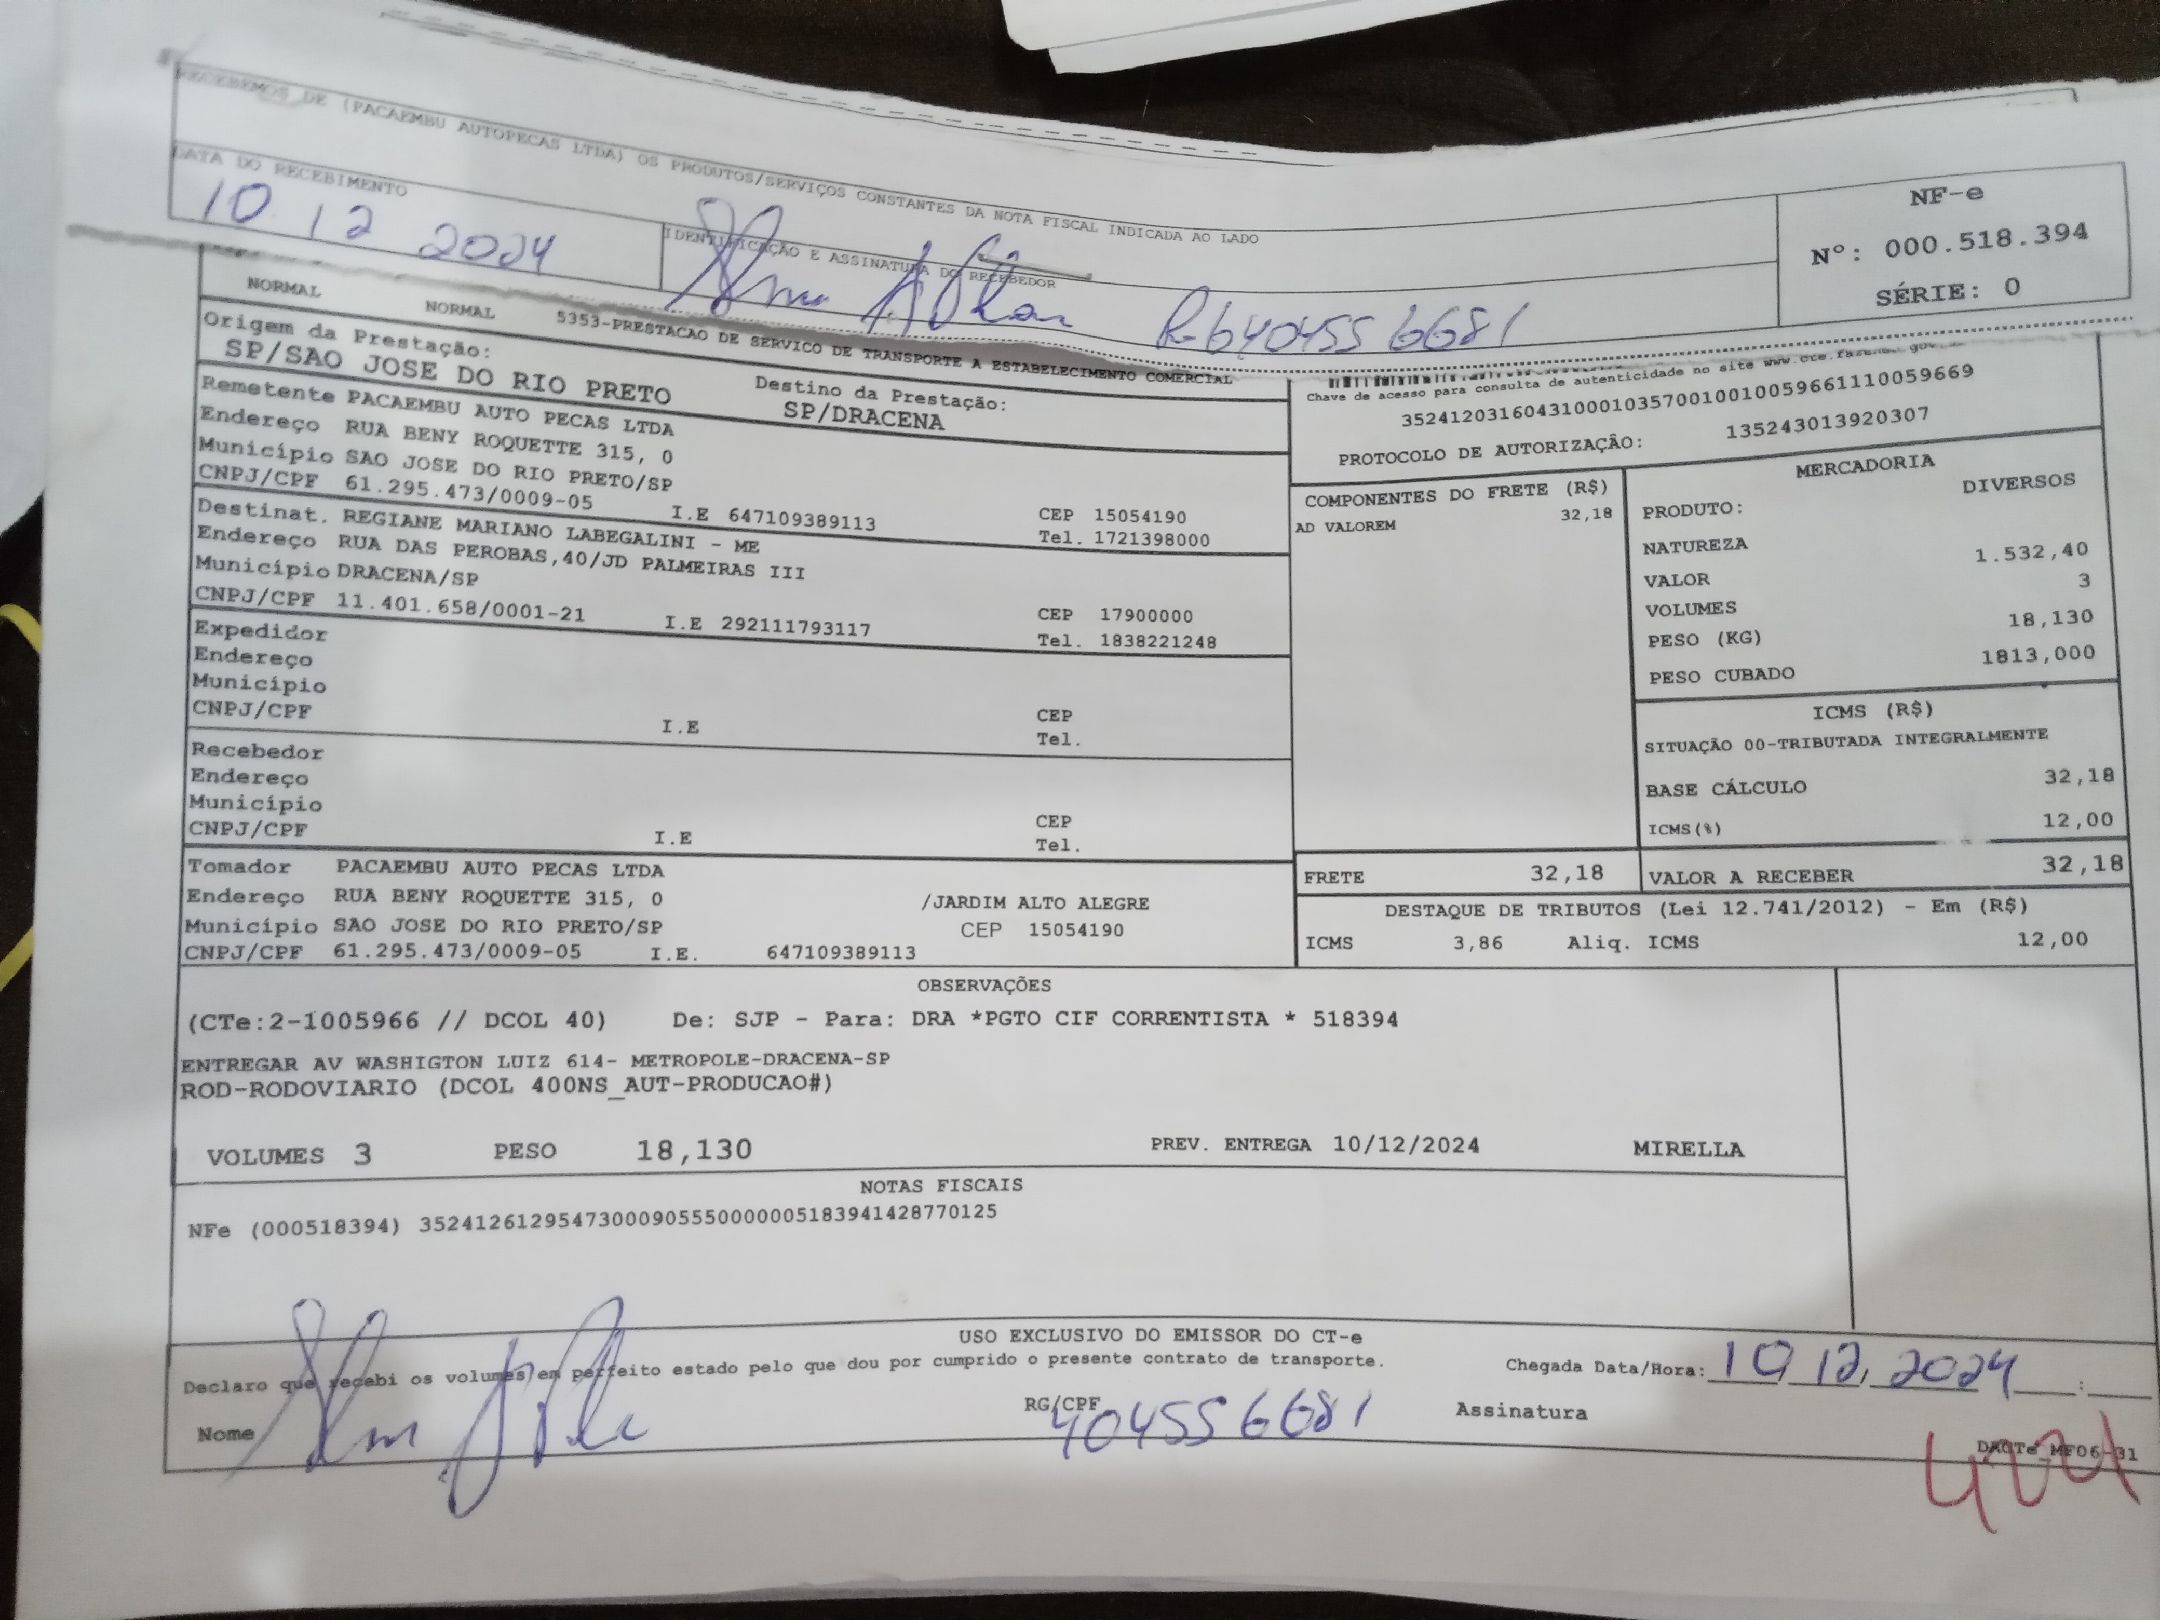 RECEBEMOS DE (PACAEMBU AUTOPECAS LTDA) OS PRODUTOS/SERVIÇOS CONSTANTES DA NOTA FISCAL INDICADA AO LADO
DATA DO RECEBIMENTO
10 12 2024
IDENTIFICAÇÃO E ASSINATURA DO RECEBEDOR
NF-e
Nº: 000.518.394
SÉRIE: 0
NORMAL NORMAL 5353-PRESTACAO DE SERVICO DE TRANSPORTE A ESTABELECIMENTO COMERCIAL
Origem da Prestação:
SP/SAO JOSE DO RIO PRETO
Destino da Prestação:
SP/DRACENA
Chave de acesso para consulta de autenticidade no site www.cte.fazenda.gov
35241203160431000103570010010059661110059669
PROTOCOLO DE AUTORIZAÇÃO: 135243013920307
Remetente PACAEMBU AUTO PECAS LTDA
Endereço RUA BENY ROQUETTE 315, 0
Município SAO JOSE DO RIO PRETO/SP
CNPJ/CPF 61.295.473/0009-05 I.E 647109389113
CEP 15054190
Tel. 1721398000
Destinat. REGIANE MARIANO LABEGALINI - ME
Endereço RUA DAS PEROBAS,40/JD PALMEIRAS III
Município DRACENA/SP
CNPJ/CPF 11.401.658/0001-21 I.E 292111793117
CEP 17900000
Tel. 1838221248
Expedidor
Endereço
Município
CNPJ/CPF I.E
CEP
Tel.
Recebedor
Endereço
Município
CNPJ/CPF I.E
CEP
Tel.
Tomador PACAEMBU AUTO PECAS LTDA
Endereço RUA BENY ROQUETTE 315, 0 /JARDIM ALTO ALEGRE
Município SAO JOSE DO RIO PRETO/SP CEP 15054190
CNPJ/CPF 61.295.473/0009-05 I.E. 647109389113
COMPONENTES DO FRETE (R$)
AD VALOREM 32,18
MERCADORIA
PRODUTO: DIVERSOS
NATUREZA
VALOR 1.532,40
VOLUMES 3
PESO (KG) 18,130
PESO CUBADO 1813,000
ICMS (R$)
SITUAÇÃO 00-TRIBUTADA INTEGRALMENTE
BASE CÁLCULO 32,18
ICMS(%) 12,00
FRETE 32,18 VALOR A RECEBER 32,18
DESTAQUE DE TRIBUTOS (Lei 12.741/2012) - Em (R$)
ICMS 3,86 Aliq. ICMS 12,00
OBSERVAÇÕES
(CTe:2-1005966 // DCOL 40) De: SJP - Para: DRA *PGTO CIF CORRENTISTA * 518394
ENTREGAR AV WASHIGTON LUIZ 614- METROPOLE-DRACENA-SP
ROD-RODOVIARIO (DCOL 400NS_AUT-PRODUCAO#)
VOLUMES 3 PESO 18,130 PREV. ENTREGA 10/12/2024 MIRELLA
NOTAS FISCAIS
NFe (000518394) 35241261295473000905550000005183941428770125
USO EXCLUSIVO DO EMISSOR DO CT-e
Declaro que recebi os volumes em perfeito estado pelo que dou por cumprido o presente contrato de transporte.
Chegada Data/Hora: 10 12, 2024 :
Nome
RG/CPF 404556681
Assinatura
DACTe_MF06-31